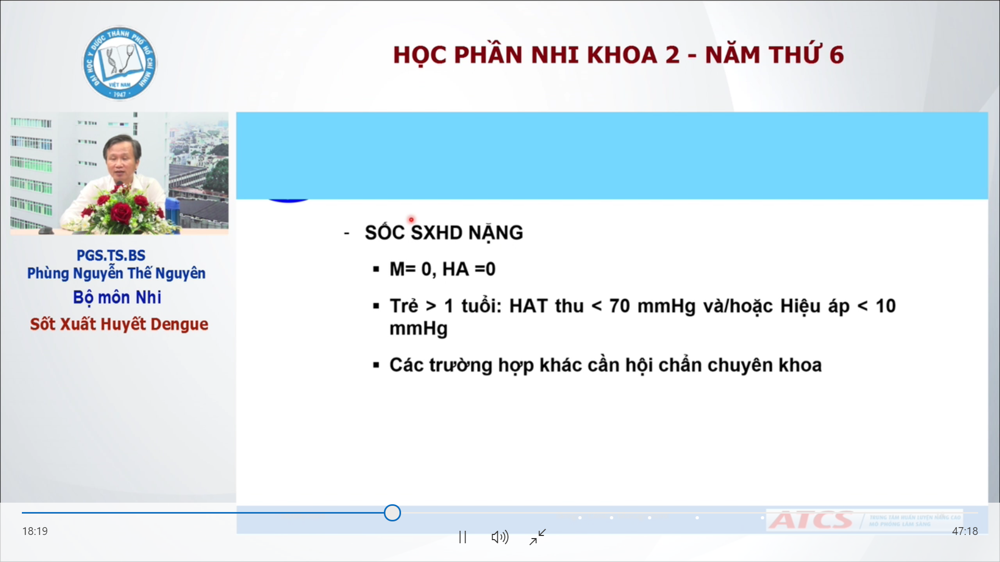 ĐẠI HỌC Y DƯỢC THÀNH PHỐ HỒ CHÍ MINH
VIỆT NAM
· 1947 ·
HỌC PHẦN NHI KHOA 2 - NĂM THỨ 6
PGS.TS.BS
Phùng Nguyễn Thế Nguyên
Bộ môn Nhi
Sốt Xuất Huyết Dengue
- SỐC SXHD NẶNG
▪ M= 0, HA =0
▪ Trẻ > 1 tuổi: HAT thu < 70 mmHg và/hoặc Hiệu áp < 10
mmHg
▪ Các trường hợp khác cần hội chẩn chuyên khoa
ATCS
TRUNG TÂM HUẤN LUYỆN NÂNG CAO
MÔ PHỎNG LÂM SÀNG
18:19
47:18